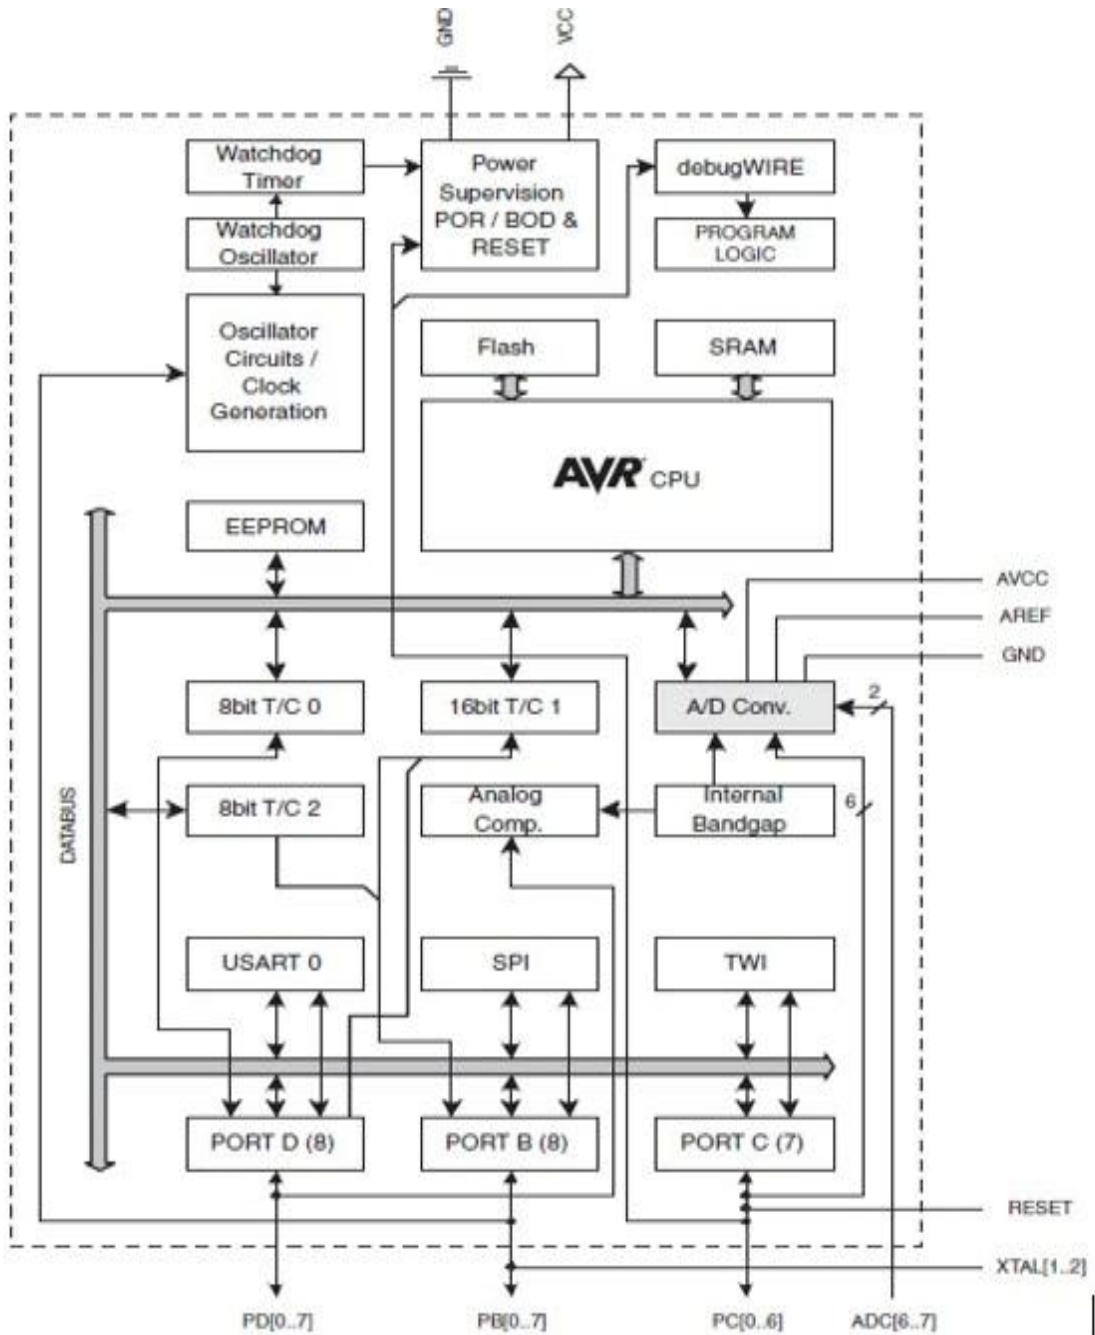 GND
VCC
Watchdog
Timer
Power
Supervision
POR / BOD &
RESET
debugWIRE
Watchdog
Oscillator
PROGRAM
LOGIC
Oscillator
Circuits /
Clock
Generation
Flash
SRAM
AVR CPU
EEPROM
AVCC
AREF
GND
8bit T/C 0
16bit T/C 1
A/D Conv.
2
DATABUS
8bit T/C 2
Analog
Comp.
Internal
Bandgap
6
USART 0
SPI
TWI
PORT D (8)
PORT B (8)
PORT C (7)
RESET
XTAL[1..2]
PD[0..7]
PB[0..7]
PC[0..6]
ADC[6..7]